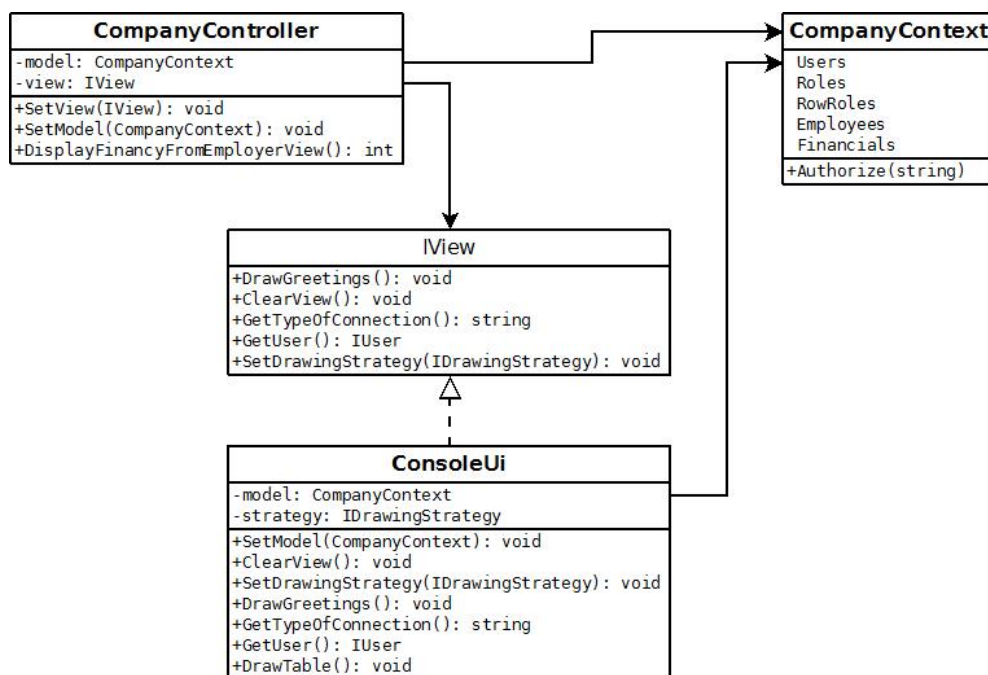 CompanyController
-model: CompanyContext
-view: IView
+SetView(IView): void
+SetModel(CompanyContext): void
+DisplayFinancyFromEmployerView(): int
CompanyContext
Users
Roles
RowRoles
Employees
Financials
+Authorize(string)
IView
+DrawGreetings(): void
+ClearView(): void
+GetTypeOfConnection(): string
+GetUser(): IUser
+SetDrawingStrategy(IDrawingStrategy): void
ConsoleUi
-model: CompanyContext
-strategy: IDrawingStrategy
+SetModel(CompanyContext): void
+ClearView(): void
+SetDrawingStrategy(IDrawingStrategy): void
+DrawGreetings(): void
+GetTypeOfConnection(): string
+GetUser(): IUser
+DrawTable(): void